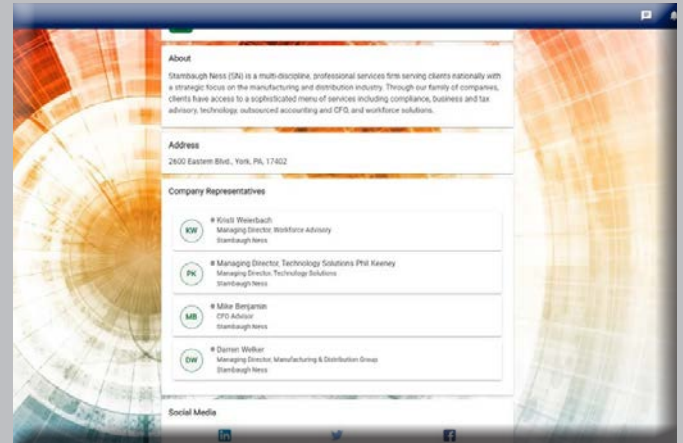 About
Stambaugh Ness (SN) is a multi-discipline, professional services firm serving clients nationally with
a strategic focus on the manufacturing and distribution industry. Through our family of companies,
clients have access to a sophisticated menu of services including compliance, business and tax
advisory, technology, outsourced accounting and CFO, and workforce solutions.
Address
2600 Eastern Blvd., York, PA, 17402
Company Representatives
KW
# Kristi Weierbach
Managing Director, Workforce Advisory
Stambaugh Ness
PK
# Managing Director, Technology Solutions Phil Keeney
Managing Director, Technology Solutions
Stambaugh Ness
MB
# Mike Benjamin
CFO Advisor
Stambaugh Ness
DW
# Darren Welker
Managing Director, Manufacturing & Distribution Group
Stambaugh Ness
Social Media